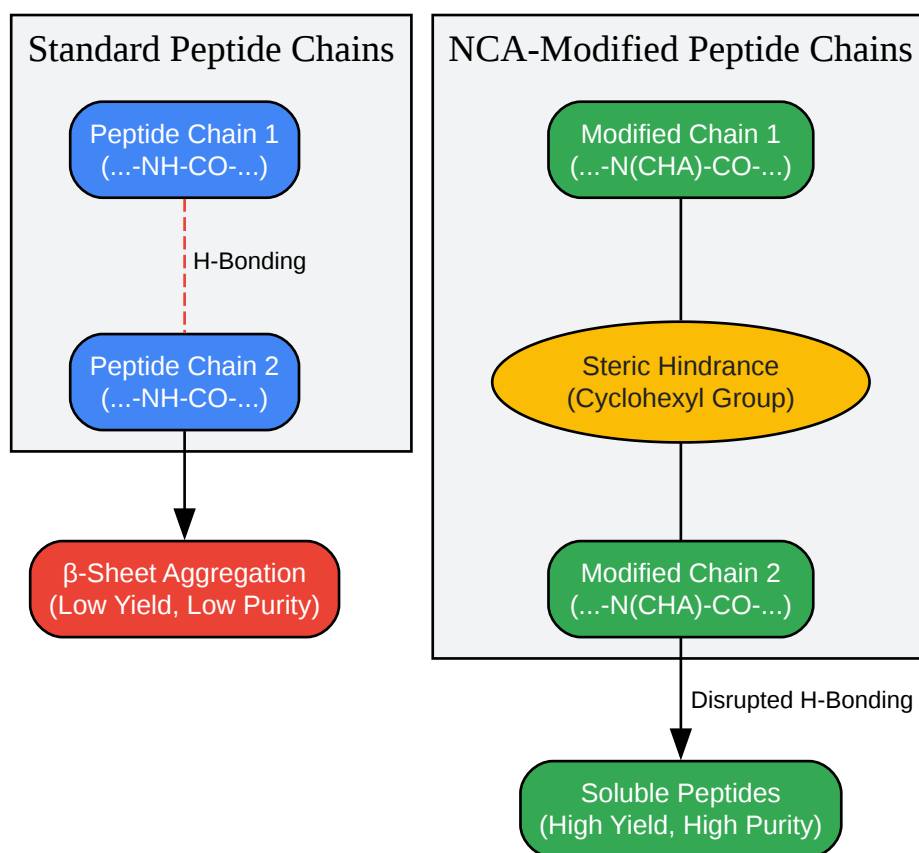 Standard Peptide Chains
Peptide Chain 1
(...-NH-CO-...)
H-Bonding
Peptide Chain 2
(...-NH-CO-...)
β-Sheet Aggregation
(Low Yield, Low Purity)
NCA-Modified Peptide Chains
Modified Chain 1
(...-N(CHA)-CO-...)
Steric Hindrance
(Cyclohexyl Group)
Modified Chain 2
(...-N(CHA)-CO-...)
Disrupted H-Bonding
Soluble Peptides
(High Yield, High Purity)